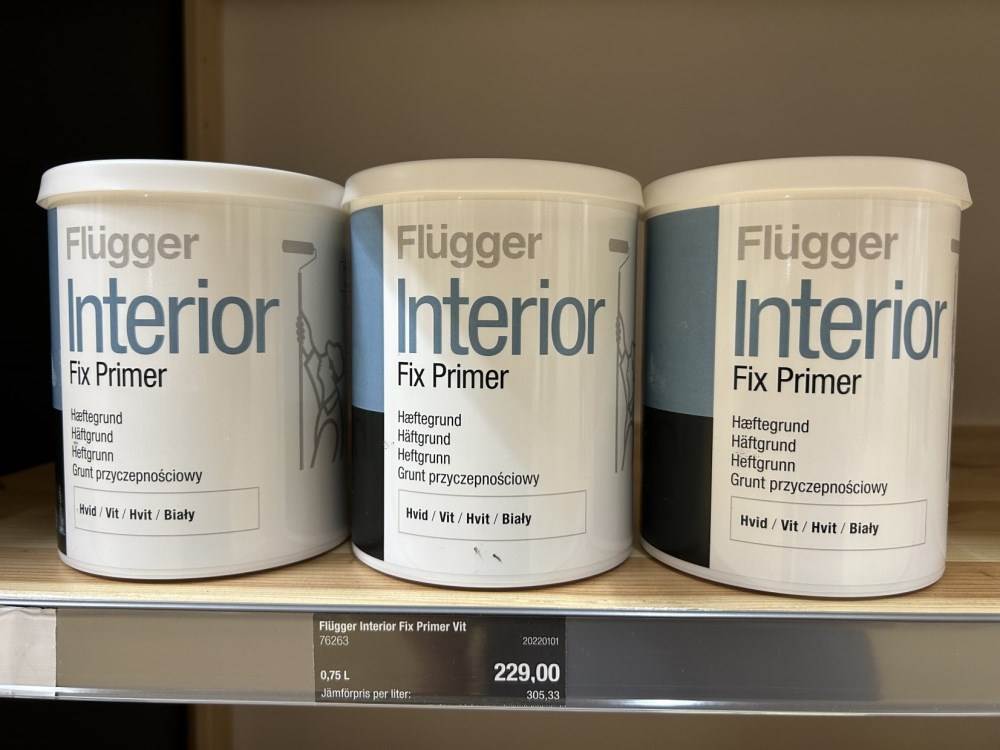 Flügger
Interior
Fix Primer
Hæftegrund
Häftgrund
Heftgrunn
Grunt przyczepnościowy
Hvid / Vit / Hvit / Biały
Flügger
Interior
Fix Primer
Hæftegrund
Häftgrund
Heftgrunn
Grunt przyczepnościowy
Hvid / Vit / Hvit / Biały
Flügger
Interior
Fix Primer
Hæftegrund
Häftgrund
Heftgrunn
Grunt przyczepnościowy
Hvid / Vit / Hvit / Biały
Flügger Interior Fix Primer Vit
76263 20220101
0,75 L 229,00
Jämförpris per liter: 305,33